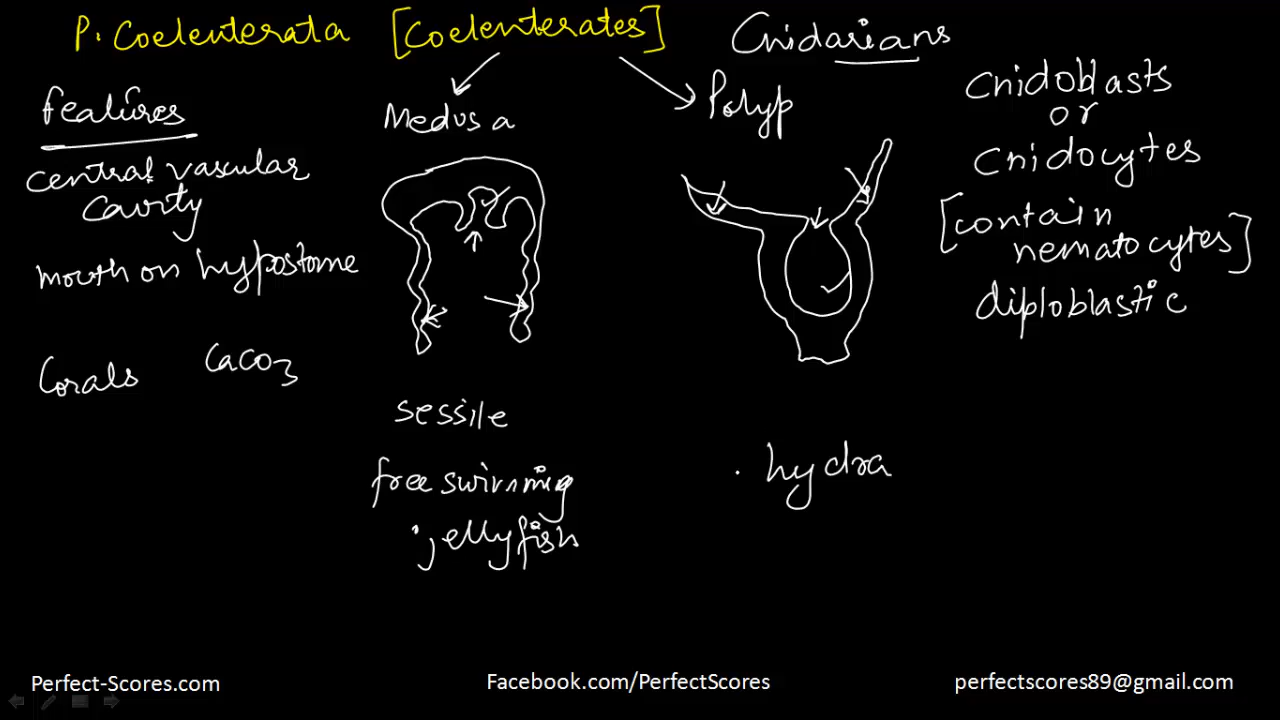 P. Coelenterata [Coelenterates] Cnidarians
features
central vascular
cavity
mouth on hypostome
Corals CaCO3
Medusa
sessile
free swimming
jellyfish
Polyp
. hydra
Cnidoblasts
or
Cnidocytes
[contain
nematocytes]
diploblastic
Perfect-Scores.com
Facebook.com/PerfectScores
perfectscores89@gmail.com